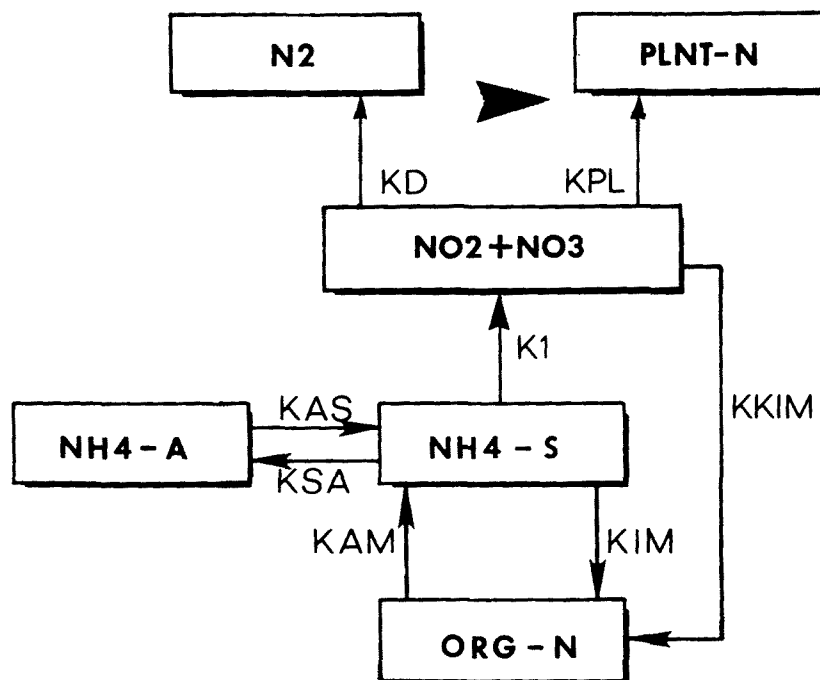 N2
PLNT-N
KD
KPL
NO2+NO3
K1
KKIM
NH4-A
KAS
KSA
NH4-S
KAM
KIM
ORG-N